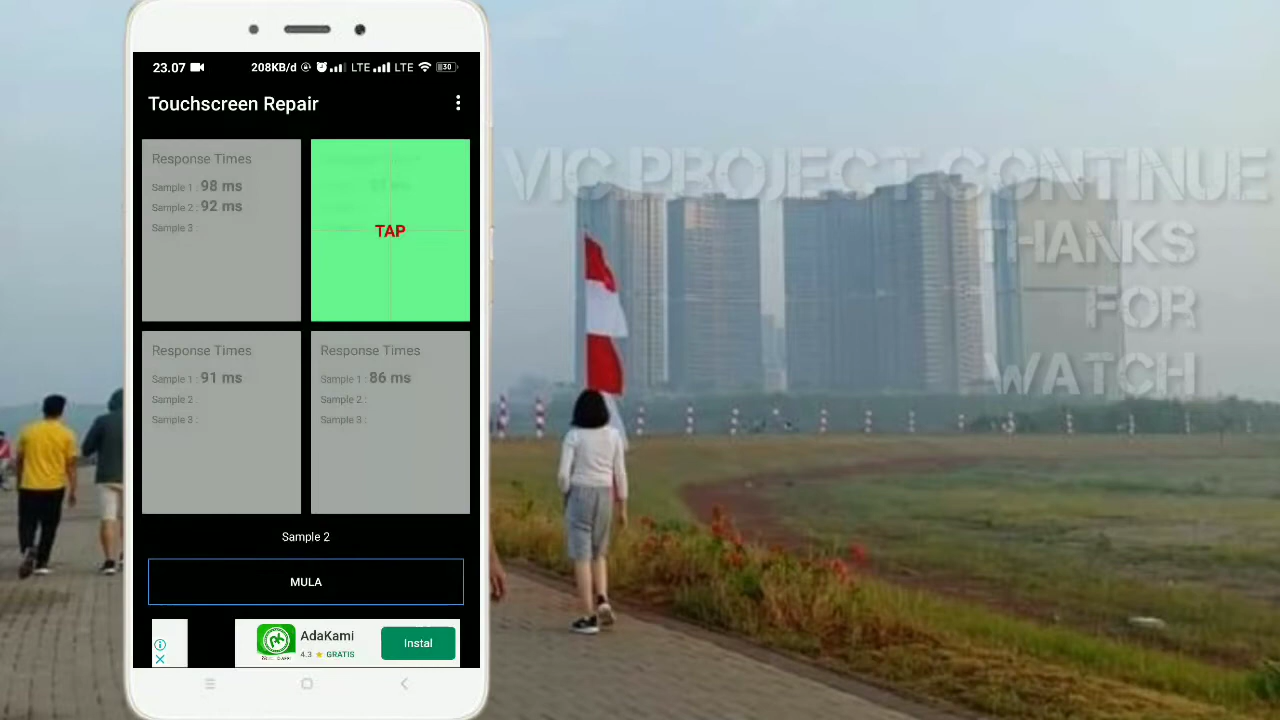 23.07
208KB/d LTE LTE 30
Touchscreen Repair
Response Times
Sample 1 : 98 ms
Sample 2 : 92 ms
Sample 3
TAP
Response Times
Sample 1 : 91 ms
Sample 2 :
Sample 3 :
Response Times
Sample 1 : 86 ms
Sample 2 :
Sample 3 :
Sample 2
MULA
AdaKami
4.3 ★ GRATIS
Instal
VIC PROJECT.CONTINUE
THANKS
FOR
WATCH